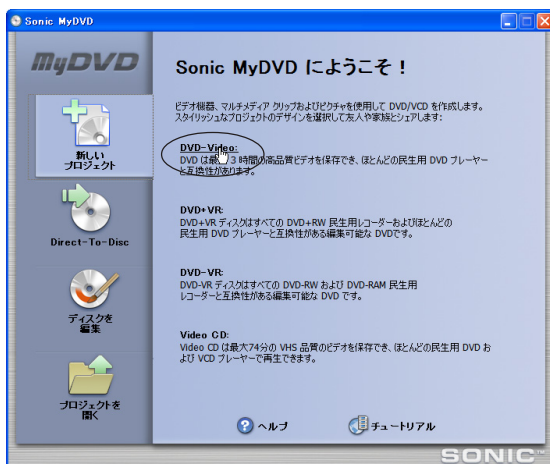 Sonic MyDVD
MyDVD
Sonic MyDVD にようこそ！
ビデオ機器、マルチメディア クリップおよびピクチャを使用して DVD/VCD を作成します。
スタイリッシュなプロジェクトのデザインを選択して友人や家族とシェアします:
新しい
プロジェクト
DVD-Video:
DVD は最 3 時間の高品質ビデオを保存でき、ほとんどの民生用 DVD プレーヤー
と互換性があります。
Direct-To-Disc
DVD+VR:
DVD+VR ディスクはすべての DVD+RW 民生用レコーダーおよびほとんどの
民生用 DVD プレーヤーと互換性がある編集可能な DVDです。
ディスクを
編集
DVD-VR:
DVD-VR ディスクはすべての DVD-RW および DVD-RAM 民生用
レコーダーと互換性がある編集可能な DVD です。
プロジェクトを
開く
Video CD:
Video CD は最大74分の VHS 品質のビデオを保存でき、ほとんどの民生用 DVD お
よび VCD プレーヤーで再生できます。
ヘルプ
チュートリアル
SONIC™